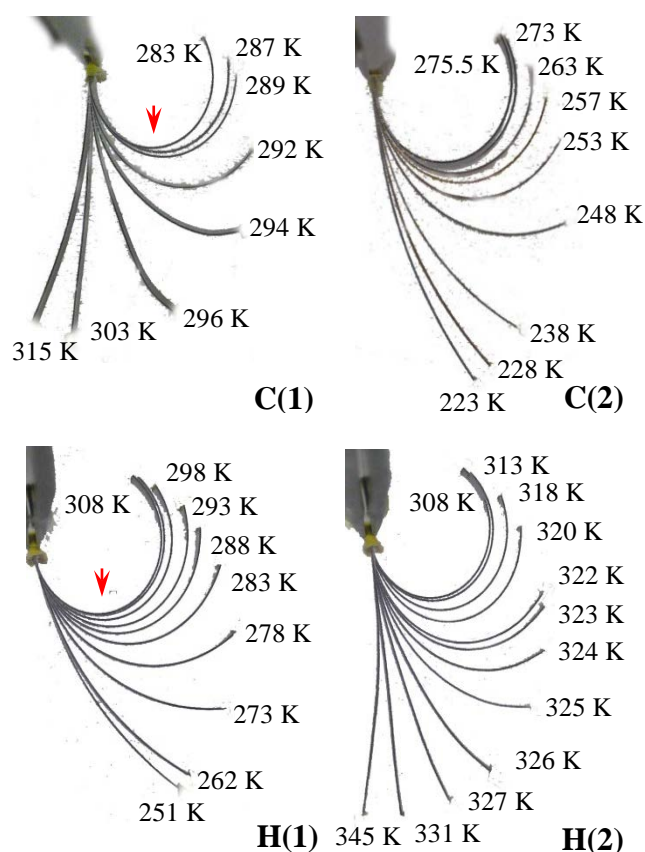 283 K
287 K
289 K
292 K
294 K
296 K
303 K
315 K
C(1)
273 K
275.5 K
263 K
257 K
253 K
248 K
238 K
228 K
223 K
C(2)
298 K
308 K
293 K
288 K
283 K
278 K
273 K
262 K
251 K
H(1)
313 K
308 K
318 K
320 K
322 K
323 K
324 K
325 K
326 K
327 K
345 K
331 K
H(2)